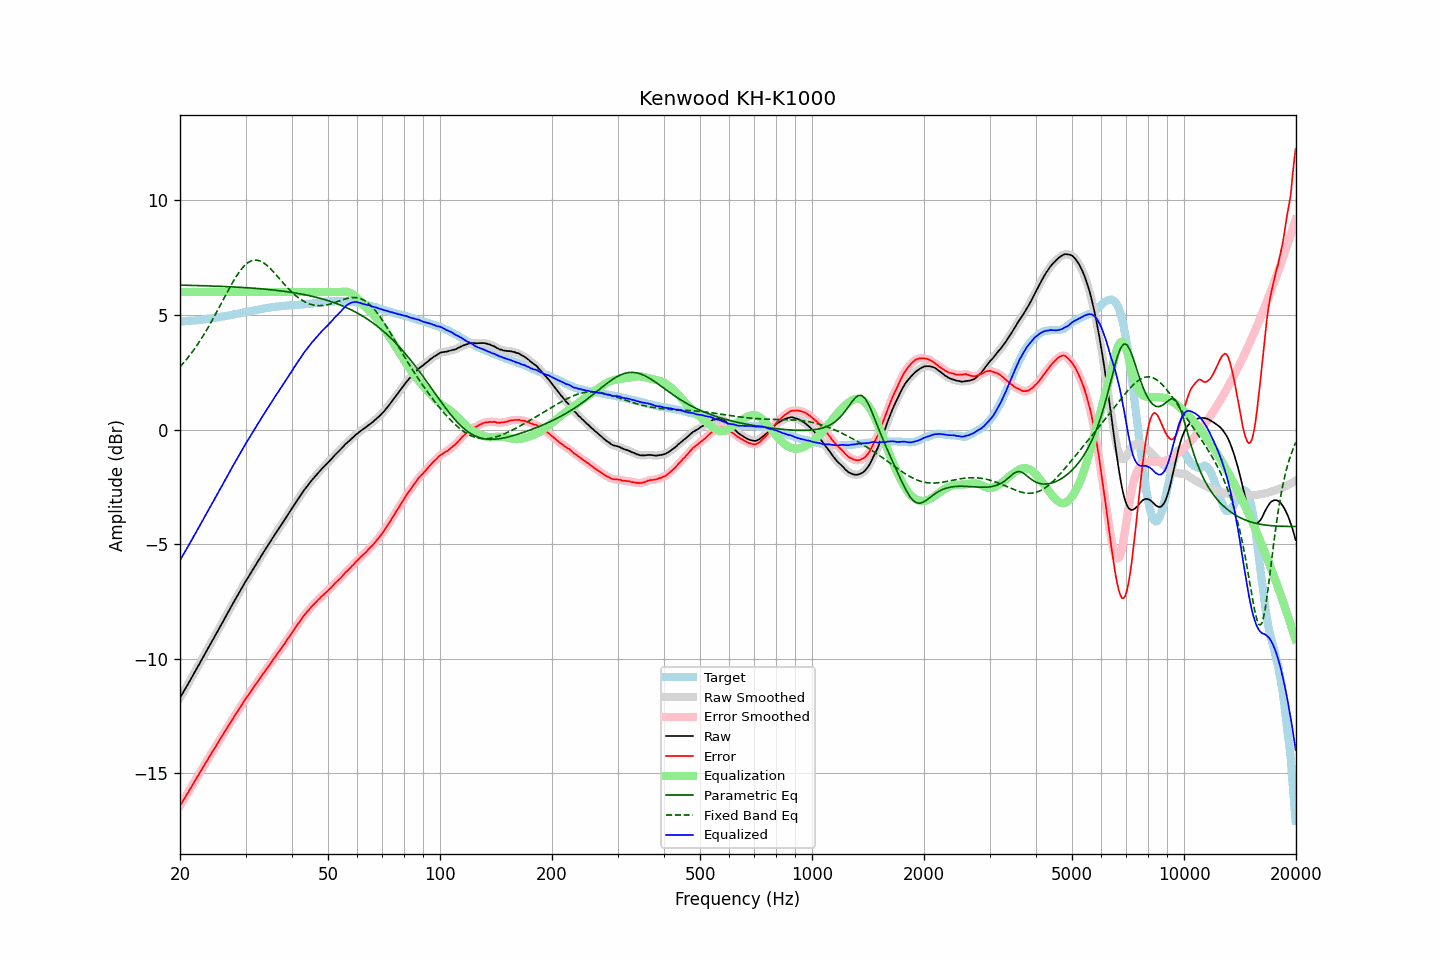 Kenwood KH-K1000
Amplitude (dBr)
10
5
0
−5
−10
−15
Target
Raw Smoothed
Error Smoothed
Raw
Error
Equalization
Parametric Eq
Fixed Band Eq
Equalized
20 50 100 200 500 1000 2000 5000 10000 20000
Frequency (Hz)